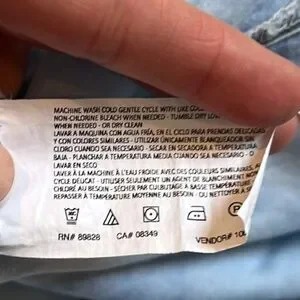 MACHINE WASH COLD GENTLE CYCLE WITH LIKE COLO
NON-CHLORINE BLEACH WHEN NEEDED - TUMBLE DRY LOW
WHEN NEEDED - OR DRY CLEAN
LAVAR A MAQUINA CON AGUA FRÍA, EN EL CICLO PARA PRENDAS DELICADAS
Y CON COLORES SIMILARES - UTILIZAR ÚNICAMENTE BLANQUEADOR SIN
CLORO CUANDO SEA NECESARIO - SECAR EN SECADORA A TEMPERATURA
BAJA - PLANCHAR A TEMPERATURA MEDIA CUANDO SEA NECESARIO - O
LAVAR EN SECO
LAVER À LA MACHINE À L'EAU FROIDE AVEC DES COULEURS SIMILAIRES,
CYCLE DÉLICAT - UTILISER SEULEMENT UN AGENT DE BLANCHIMENT
CHLORE AU BESOIN - SÉCHER PAR CULBUTAGE À BASSE TEMPÉRATURE
REPASSER À TEMPÉRATURE MOYENNE AU BESOIN - OU NETTOYER
RN# 89828 CA# 08349 VENDOR#